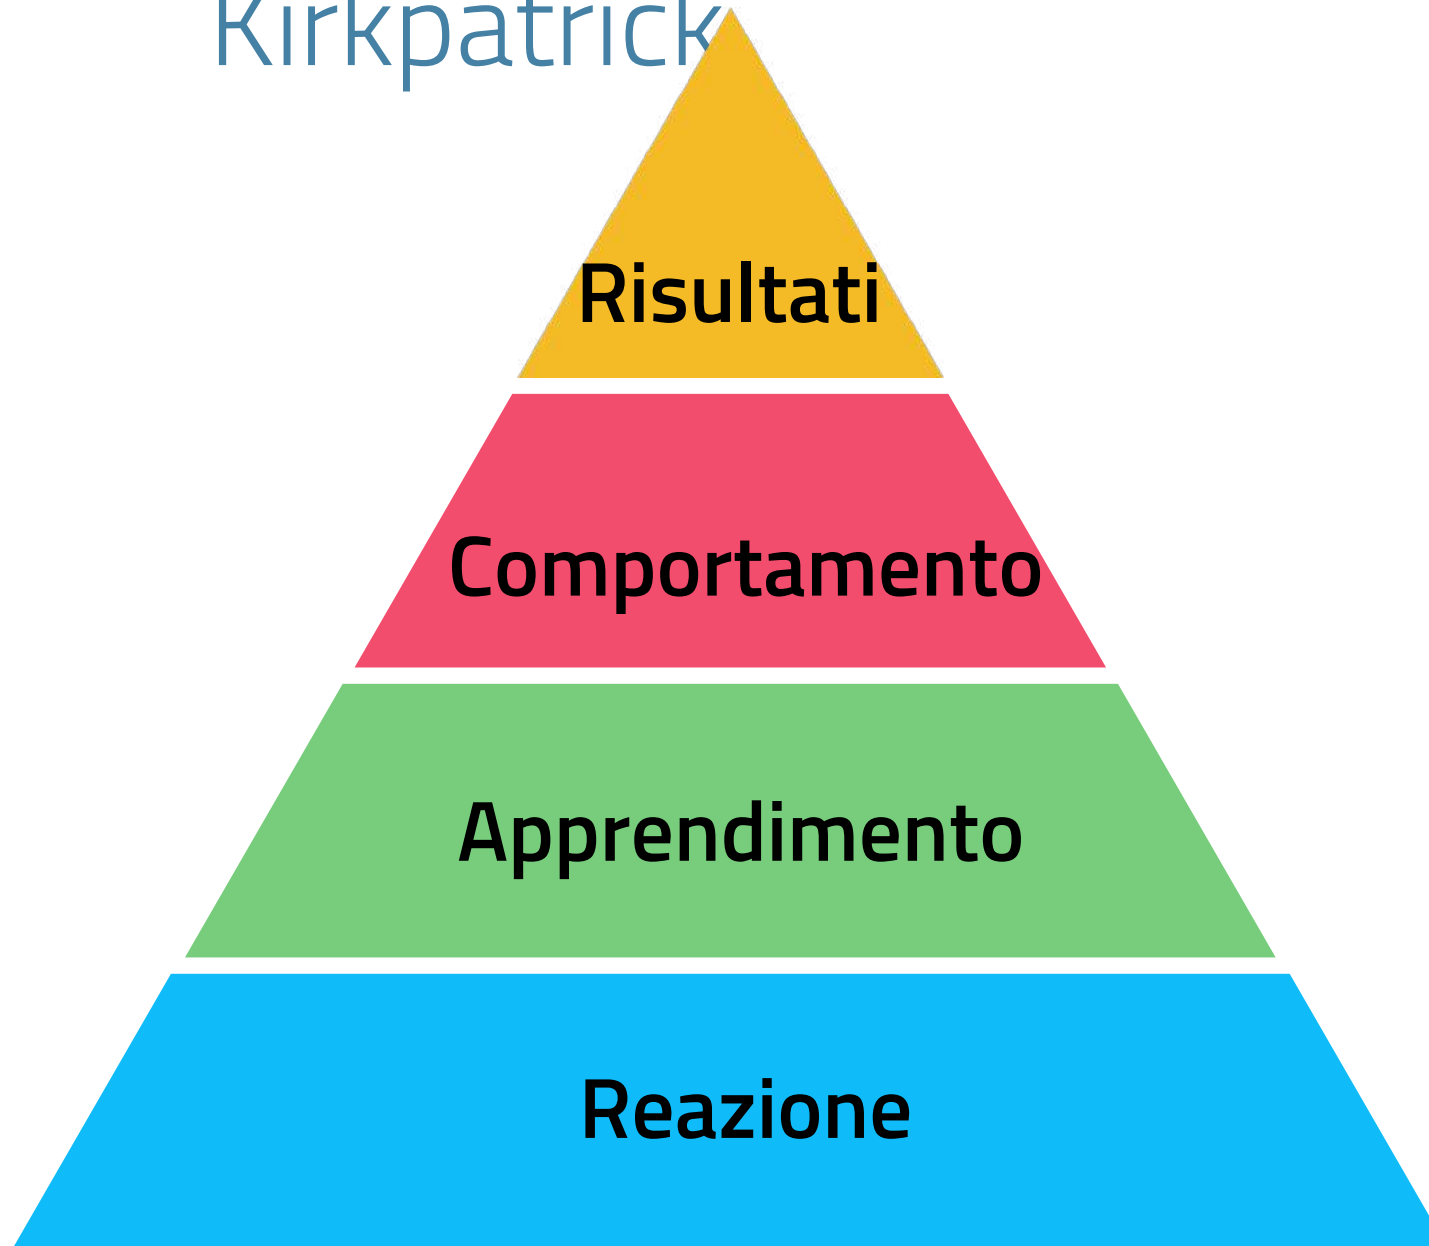 Kirkpatrick
Risultati
Comportamento
Apprendimento
Reazione